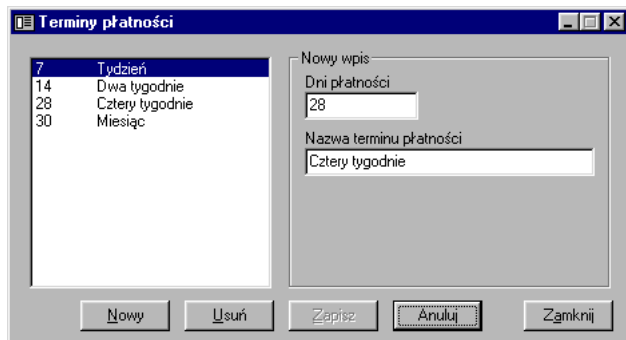 Terminy płatności
7 Tydzień
14 Dwa tygodnie
28 Cztery tygodnie
30 Miesiąc
Nowy wpis
Dni płatności
28
Nazwa terminu płatności
Cztery tygodnie
Nowy Usuń Zapisz Anuluj Zamknij